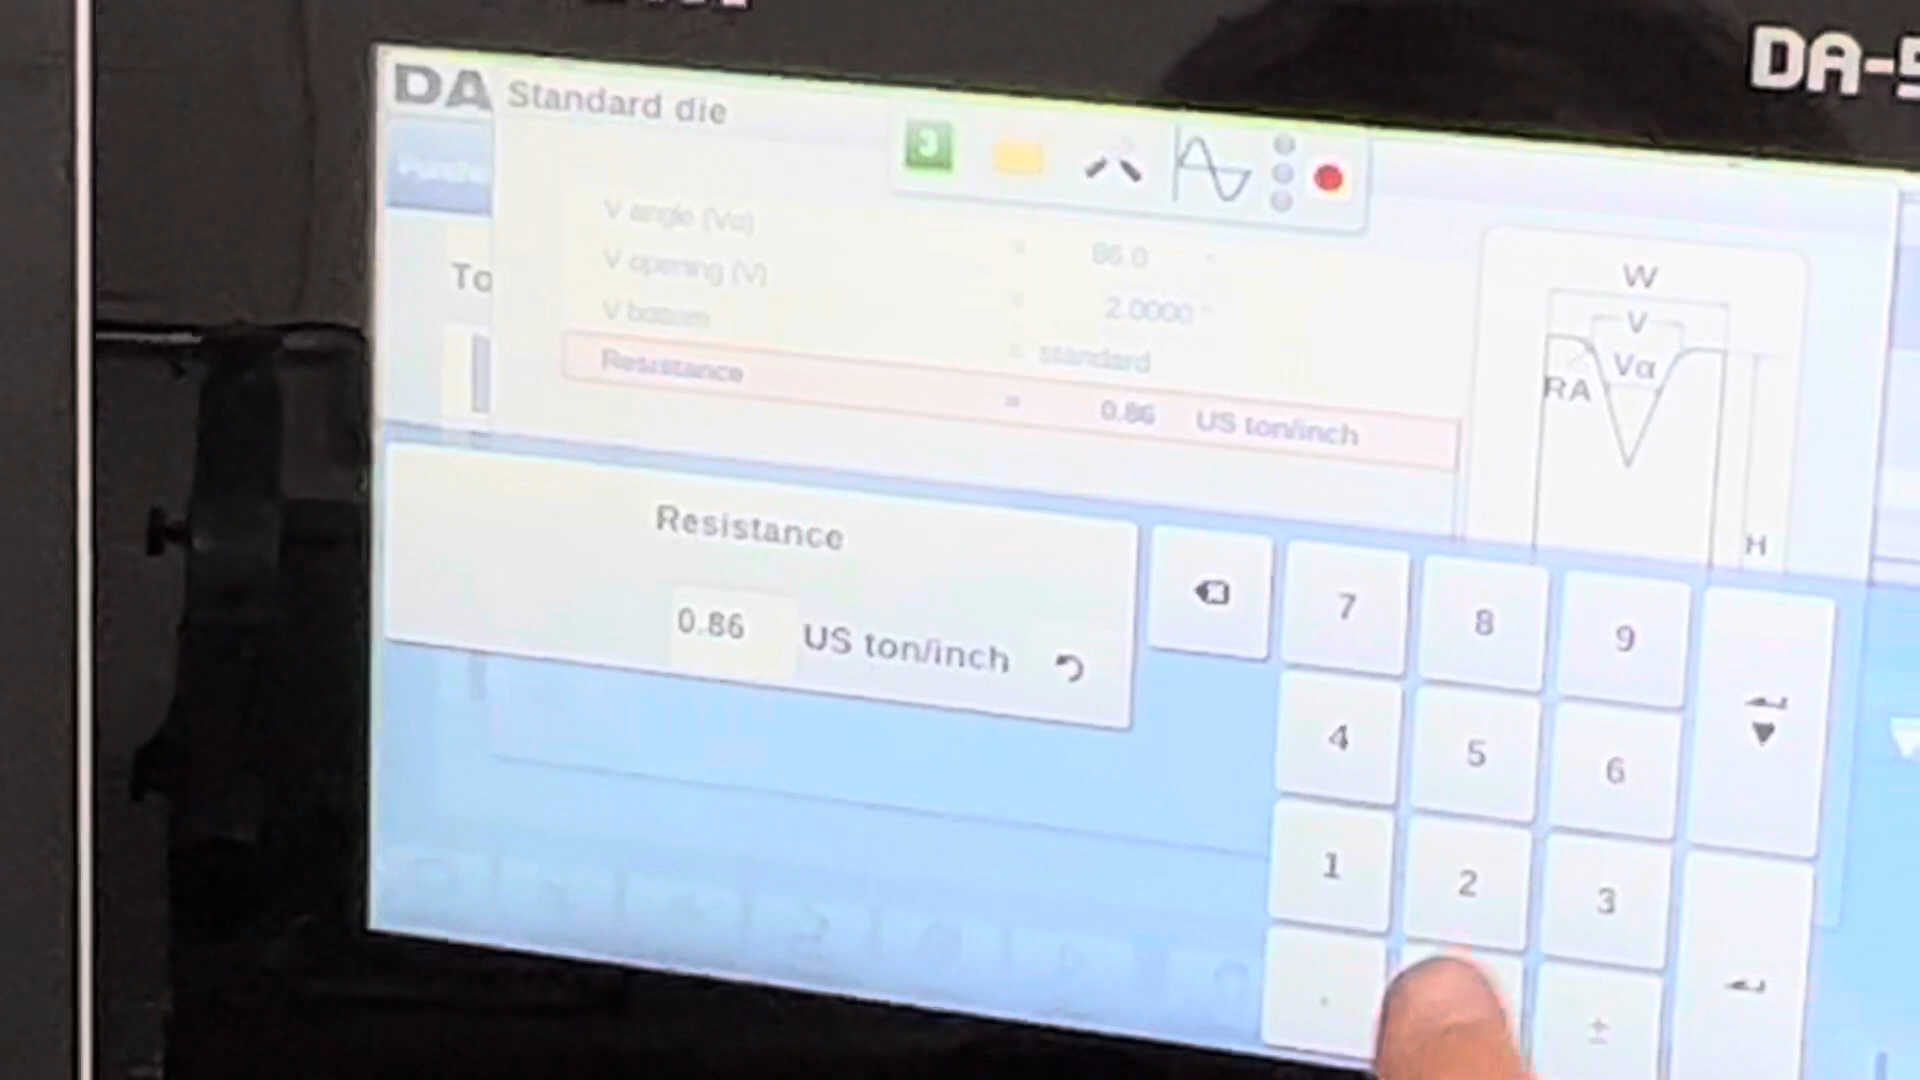 DA-5
DA Standard die
V angle (Vα) = 86.0 °
V opening (V) = 2.0000 "
V bottom = standard
Resistance = 0.86 US ton/inch
To
W
V
Vα
RA
H
Resistance
0.86 US ton/inch
7 8 9
4 5 6
1 2 3
. ±